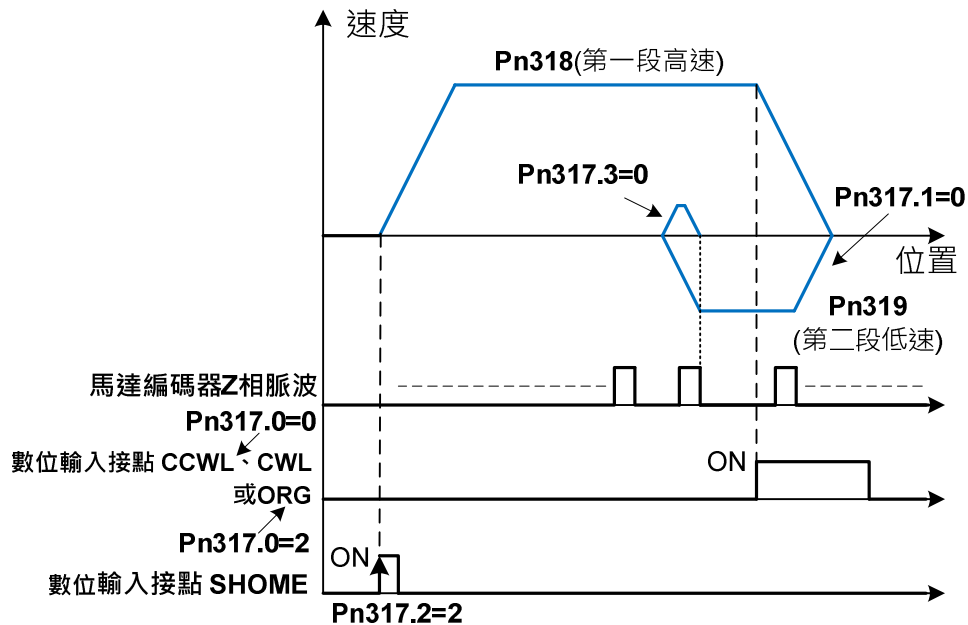 速度
Pn318(第一段高速)
Pn317.3=0
Pn317.1=0
位置
Pn319
(第二段低速)
馬達編碼器Z相脈波
Pn317.0=0
數位輸入接點 CCWL、CWL
或ORG
ON
Pn317.0=2
ON
數位輸入接點 SHOME
Pn317.2=2